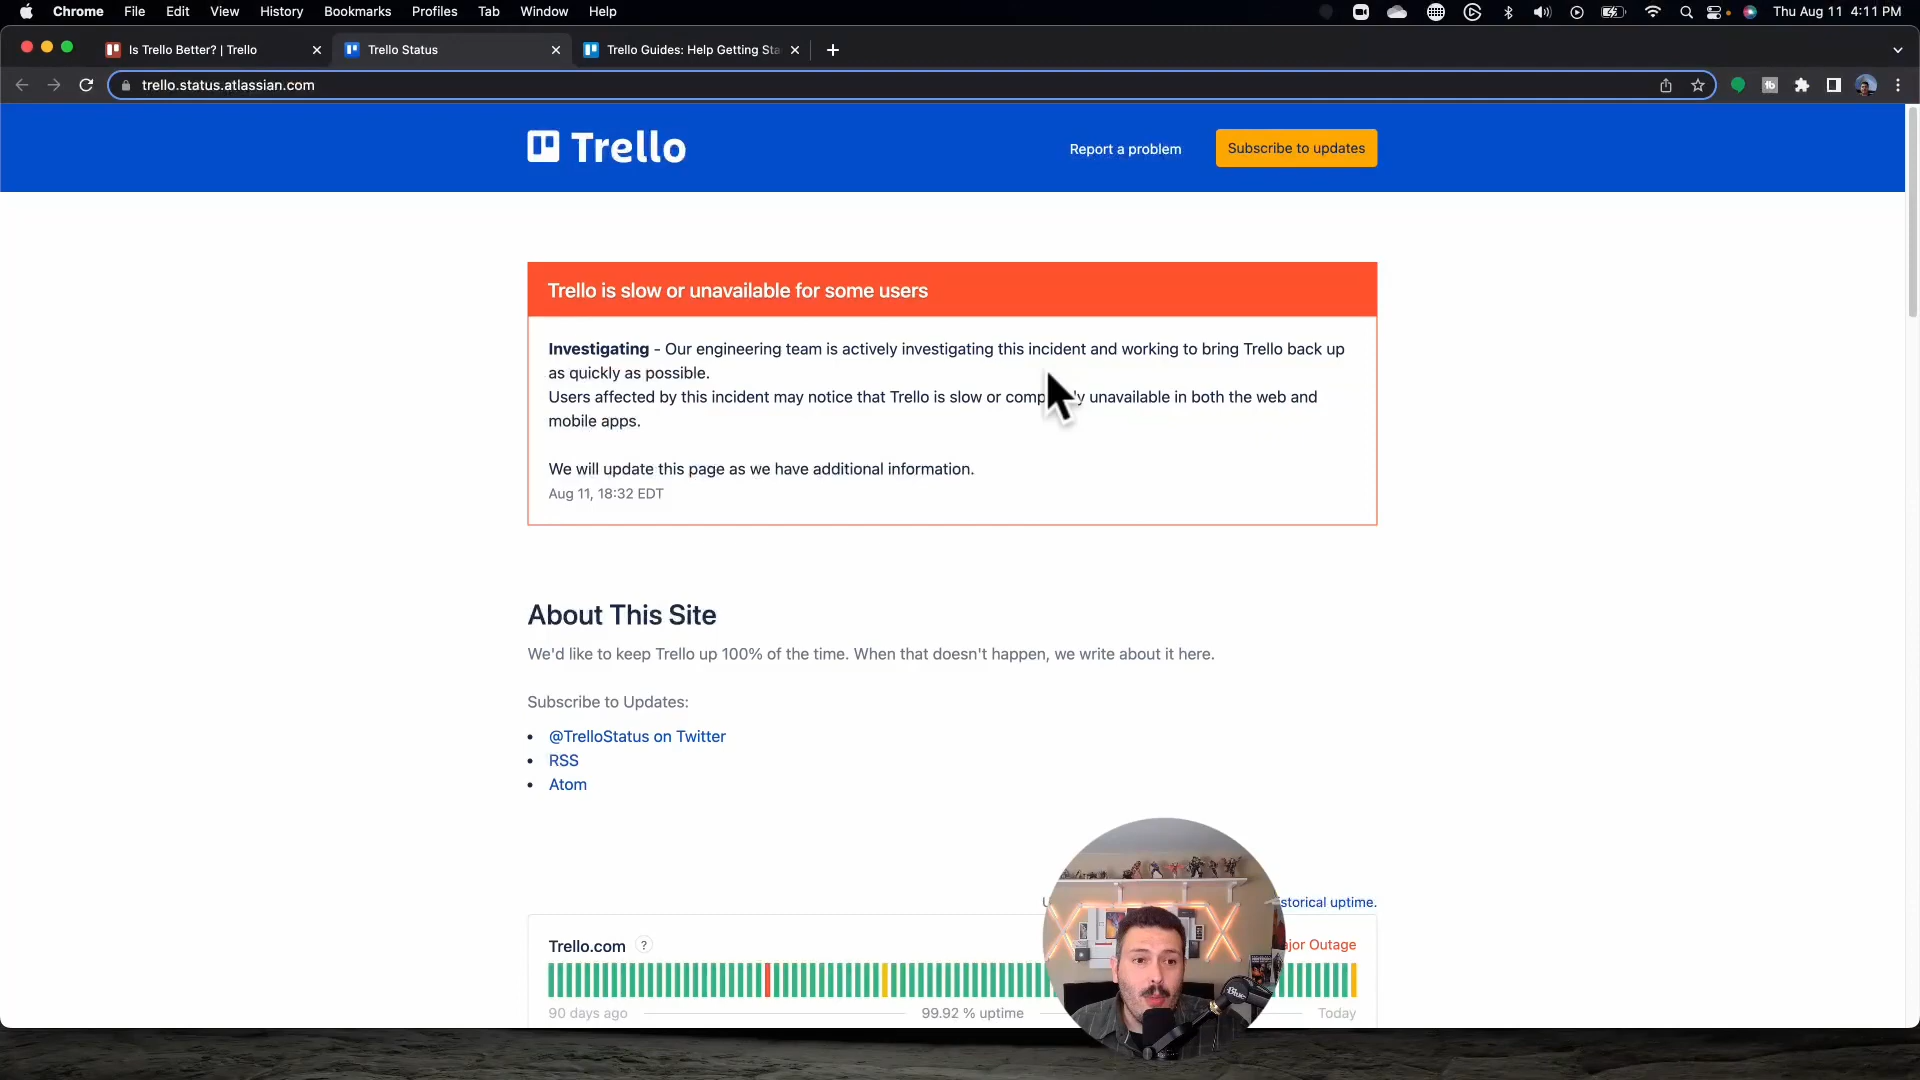 Chrome File Edit View History Bookmarks Profiles Tab Window Help Thu Aug 11 4:11 PM
Is Trello Better? | Trello Trello Status Trello Guides: Help Getting Sta
trello.status.atlassian.com
Trello Report a problem Subscribe to updates
Trello is slow or unavailable for some users
Investigating - Our engineering team is actively investigating this incident and working to bring Trello back up
as quickly as possible.
Users affected by this incident may notice that Trello is slow or comp y unavailable in both the web and
mobile apps.
We will update this page as we have additional information.
Aug 11, 18:32 EDT
About This Site
We'd like to keep Trello up 100% of the time. When that doesn't happen, we write about it here.
Subscribe to Updates:
• @TrelloStatus on Twitter
• RSS
• Atom
storical uptime.
Trello.com ? jor Outage
90 days ago 99.92 % uptime Today
Blue